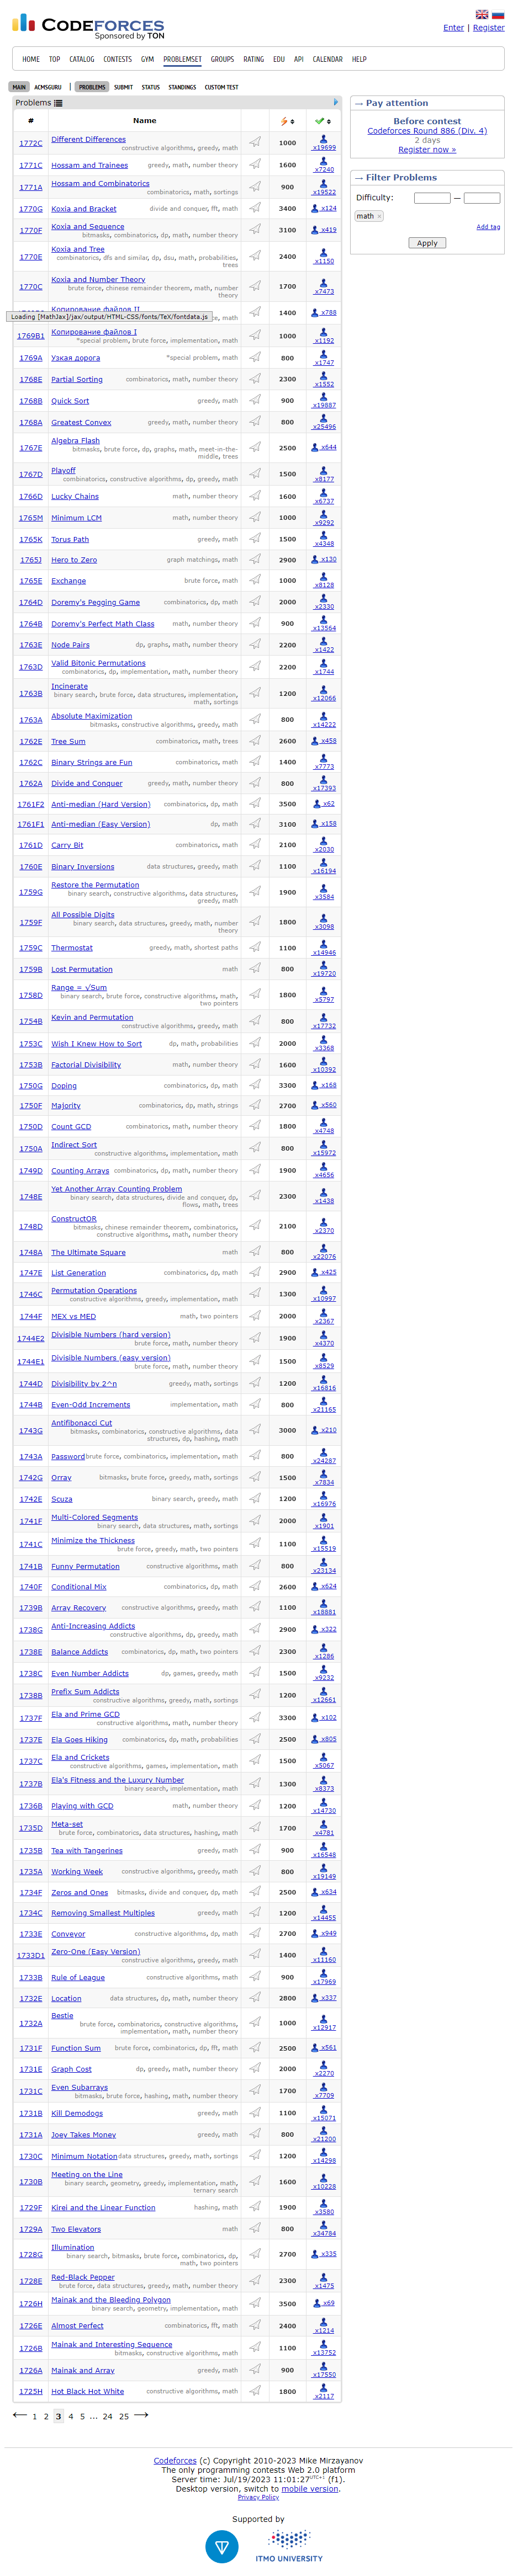 CODEFORCES
Sponsored by TON
Enter | Register
HOME TOP CATALOG CONTESTS GYM PROBLEMSET GROUPS RATING EDU API CALENDAR HELP
MAIN ACMSGURU | PROBLEMS SUBMIT STATUS STANDINGS CUSTOM TEST
→ Pay attention
Before contest
Codeforces Round 886 (Div. 4)
2 days
Register now »
→ Filter Problems
Difficulty: —
math ×
Add tag
Apply
Problems
# Name
1772C Different Differences 1000 x19699
constructive algorithms, greedy, math
1771C Hossam and Trainees greedy, math, number theory 1600 x7240
1771A Hossam and Combinatorics 900 x19522
combinatorics, math, sortings
1770G Koxia and Bracket divide and conquer, fft, math 3400 x124
1770F Koxia and Sequence 3100 x419
bitmasks, combinatorics, dp, math, number theory
1770E Koxia and Tree 2400 x1150
combinatorics, dfs and similar, dp, dsu, math, probabilities, trees
1770C Koxia and Number Theory 1700 x7473
brute force, chinese remainder theorem, math, number theory
Копирование файлов II 1400 x788
Loading [MathJax]/jax/output/HTML-CSS/fonts/TeX/fontdata.js
1769B1 Копирование файлов I 1000 x1192
*special problem, brute force, implementation, math
1769A Узкая дорога *special problem, math 800 x1747
1768E Partial Sorting combinatorics, math, number theory 2300 x1552
1768B Quick Sort greedy, math 900 x19887
1768A Greatest Convex greedy, math, number theory 800 x25496
1767E Algebra Flash 2500 x644
bitmasks, brute force, dp, graphs, math, meet-in-the-middle, trees
1767D Playoff 1500 x8177
combinatorics, constructive algorithms, dp, greedy, math
1766D Lucky Chains math, number theory 1600 x6737
1765M Minimum LCM math, number theory 1000 x9292
1765K Torus Path greedy, math 1500 x4348
1765J Hero to Zero graph matchings, math 2900 x130
1765E Exchange brute force, math 1000 x8128
1764D Doremy's Pegging Game combinatorics, dp, math 2000 x2330
1764B Doremy's Perfect Math Class math, number theory 900 x13564
1763E Node Pairs dp, graphs, math, number theory 2200 x1422
1763D Valid Bitonic Permutations 2200 x1744
combinatorics, dp, implementation, math, number theory
1763B Incinerate 1200 x12066
binary search, brute force, data structures, implementation, math, sortings
1763A Absolute Maximization 800 x14222
bitmasks, constructive algorithms, greedy, math
1762E Tree Sum combinatorics, math, trees 2600 x458
1762C Binary Strings are Fun combinatorics, math 1400 x7773
1762A Divide and Conquer greedy, math, number theory 800 x17393
1761F2 Anti-median (Hard Version) combinatorics, dp, math 3500 x62
1761F1 Anti-median (Easy Version) dp, math 3100 x158
1761D Carry Bit combinatorics, math 2100 x2030
1760E Binary Inversions data structures, greedy, math 1100 x16194
1759G Restore the Permutation 1900 x3584
binary search, constructive algorithms, data structures, greedy, math
1759F All Possible Digits 1800 x3098
binary search, data structures, greedy, math, number theory
1759C Thermostat greedy, math, shortest paths 1100 x14946
1759B Lost Permutation math 800 x19720
1758D Range = √Sum 1800 x5797
binary search, brute force, constructive algorithms, math, two pointers
1754B Kevin and Permutation 800 x17732
constructive algorithms, greedy, math
1753C Wish I Knew How to Sort dp, math, probabilities 2000 x3368
1753B Factorial Divisibility math, number theory 1600 x10392
1750G Doping combinatorics, dp, math 3300 x168
1750F Majority combinatorics, dp, math, strings 2700 x560
1750D Count GCD combinatorics, math, number theory 1800 x4748
1750A Indirect Sort 800 x15972
constructive algorithms, implementation, math
1749D Counting Arrays combinatorics, dp, math, number theory 1900 x4656
1748E Yet Another Array Counting Problem 2300 x1438
binary search, data structures, divide and conquer, dp, flows, math, trees
1748D ConstructOR 2100 x2370
bitmasks, chinese remainder theorem, combinatorics, constructive algorithms, math, number theory
1748A The Ultimate Square math 800 x22076
1747E List Generation combinatorics, dp, math 2900 x425
1746C Permutation Operations 1300 x10997
constructive algorithms, greedy, implementation, math
1744F MEX vs MED math, two pointers 2000 x2367
1744E2 Divisible Numbers (hard version) 1900 x4370
brute force, math, number theory
1744E1 Divisible Numbers (easy version) 1500 x8529
brute force, math, number theory
1744D Divisibility by 2^n greedy, math, sortings 1200 x16816
1744B Even-Odd Increments implementation, math 800 x21165
1743G Antifibonacci Cut 3000 x210
bitmasks, combinatorics, constructive algorithms, data structures, dp, hashing, math
1743A Password brute force, combinatorics, implementation, math 800 x24287
1742G Orray bitmasks, brute force, greedy, math, sortings 1500 x7834
1742E Scuza binary search, greedy, math 1200 x16976
1741F Multi-Colored Segments 2000 x1901
binary search, data structures, math, sortings
1741C Minimize the Thickness 1100 x15519
brute force, greedy, math, two pointers
1741B Funny Permutation constructive algorithms, math 800 x23134
1740F Conditional Mix combinatorics, dp, math 2600 x624
1739B Array Recovery constructive algorithms, greedy, math 1100 x18881
1738G Anti-Increasing Addicts 2900 x322
constructive algorithms, dp, greedy, math
1738E Balance Addicts combinatorics, dp, math, two pointers 2300 x1286
1738C Even Number Addicts dp, games, greedy, math 1500 x9232
1738B Prefix Sum Addicts 1200 x12661
constructive algorithms, greedy, math, sortings
1737F Ela and Prime GCD 3300 x102
constructive algorithms, math, number theory
1737E Ela Goes Hiking combinatorics, dp, math, probabilities 2500 x805
1737C Ela and Crickets 1500 x5067
constructive algorithms, games, implementation, math
1737B Ela's Fitness and the Luxury Number 1300 x8373
binary search, implementation, math
1736B Playing with GCD math, number theory 1200 x14730
1735D Meta-set 1700 x4781
brute force, combinatorics, data structures, hashing, math
1735B Tea with Tangerines greedy, math 900 x16548
1735A Working Week constructive algorithms, greedy, math 800 x19149
1734F Zeros and Ones bitmasks, divide and conquer, dp, math 2500 x634
1734C Removing Smallest Multiples greedy, math 1200 x14455
1733E Conveyor constructive algorithms, dp, math 2700 x949
1733D1 Zero-One (Easy Version) 1400 x11160
constructive algorithms, greedy, math
1733B Rule of League constructive algorithms, math 900 x17969
1732E Location data structures, dp, math, number theory 2800 x337
1732A Bestie 1000 x12917
brute force, combinatorics, constructive algorithms, implementation, math, number theory
1731F Function Sum brute force, combinatorics, dp, fft, math 2500 x561
1731E Graph Cost dp, greedy, math, number theory 2000 x2270
1731C Even Subarrays 1700 x7709
bitmasks, brute force, hashing, math, number theory
1731B Kill Demodogs greedy, math 1100 x15071
1731A Joey Takes Money greedy, math 800 x21200
1730C Minimum Notation data structures, greedy, math, sortings 1200 x14298
1730B Meeting on the Line 1600 x10228
binary search, geometry, greedy, implementation, math, ternary search
1729F Kirei and the Linear Function hashing, math 1900 x3580
1729A Two Elevators math 800 x34784
1728G Illumination 2700 x335
binary search, bitmasks, brute force, combinatorics, dp, math, two pointers
1728E Red-Black Pepper 2300 x1475
brute force, data structures, greedy, math, number theory
1726H Mainak and the Bleeding Polygon 3500 x69
binary search, geometry, implementation, math
1726E Almost Perfect combinatorics, fft, math 2400 x1214
1726B Mainak and Interesting Sequence 1100 x13752
bitmasks, constructive algorithms, math
1726A Mainak and Array greedy, math 900 x17550
1725H Hot Black Hot White constructive algorithms, math 1800 x2117
← 1 2 3 4 5 ... 24 25 →
Codeforces (c) Copyright 2010-2023 Mike Mirzayanov
The only programming contests Web 2.0 platform
Server time: Jul/19/2023 11:01:27UTC+1 (f1).
Desktop version, switch to mobile version.
Privacy Policy
Supported by
ITMO UNIVERSITY